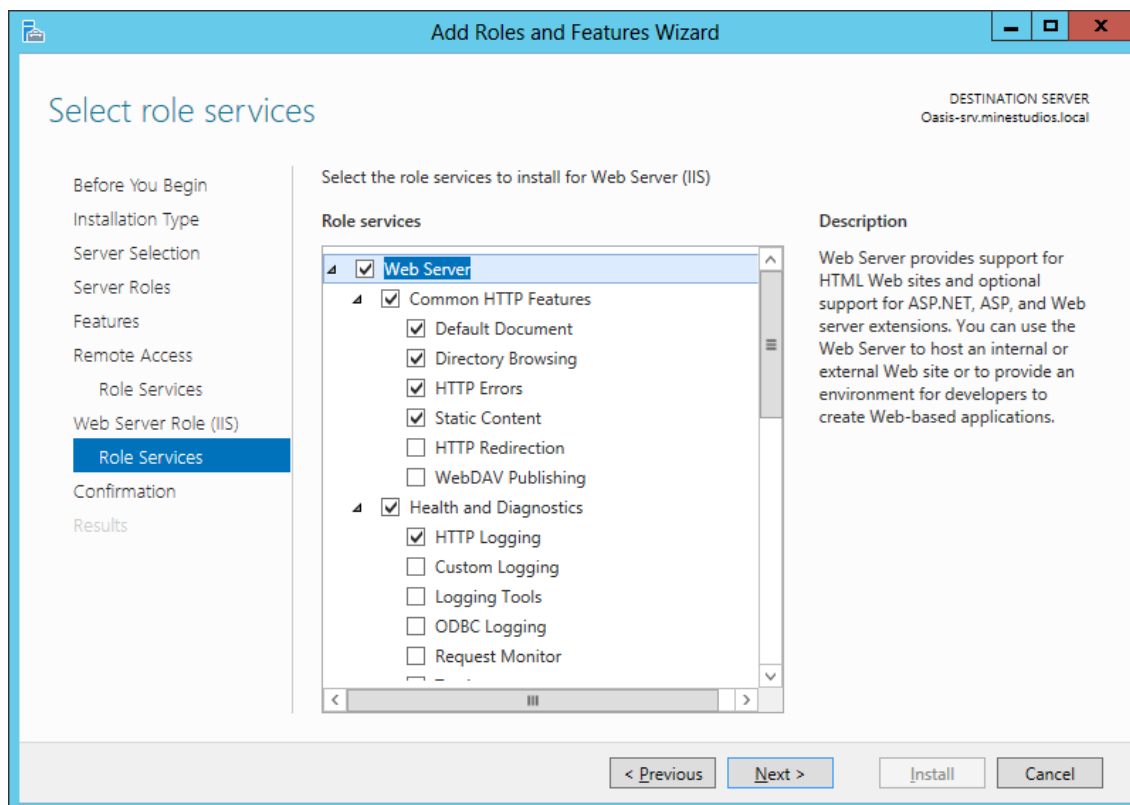 Add Roles and Features Wizard
X
Select role services
DESTINATION SERVER
Oasis-srv.minestudios.local
Before You Begin
Installation Type
Server Selection
Server Roles
Features
Remote Access
Role Services
Web Server Role (IIS)
Role Services
Confirmation
Results
Select the role services to install for Web Server (IIS)
Role services
Web Server
Common HTTP Features
Default Document
Directory Browsing
HTTP Errors
Static Content
HTTP Redirection
WebDAV Publishing
Health and Diagnostics
HTTP Logging
Custom Logging
Logging Tools
ODBC Logging
Request Monitor
Description
Web Server provides support for
HTML Web sites and optional
support for ASP.NET, ASP, and Web
server extensions. You can use the
Web Server to host an internal or
external Web site or to provide an
environment for developers to
create Web-based applications.
< Previous
Next >
Install
Cancel